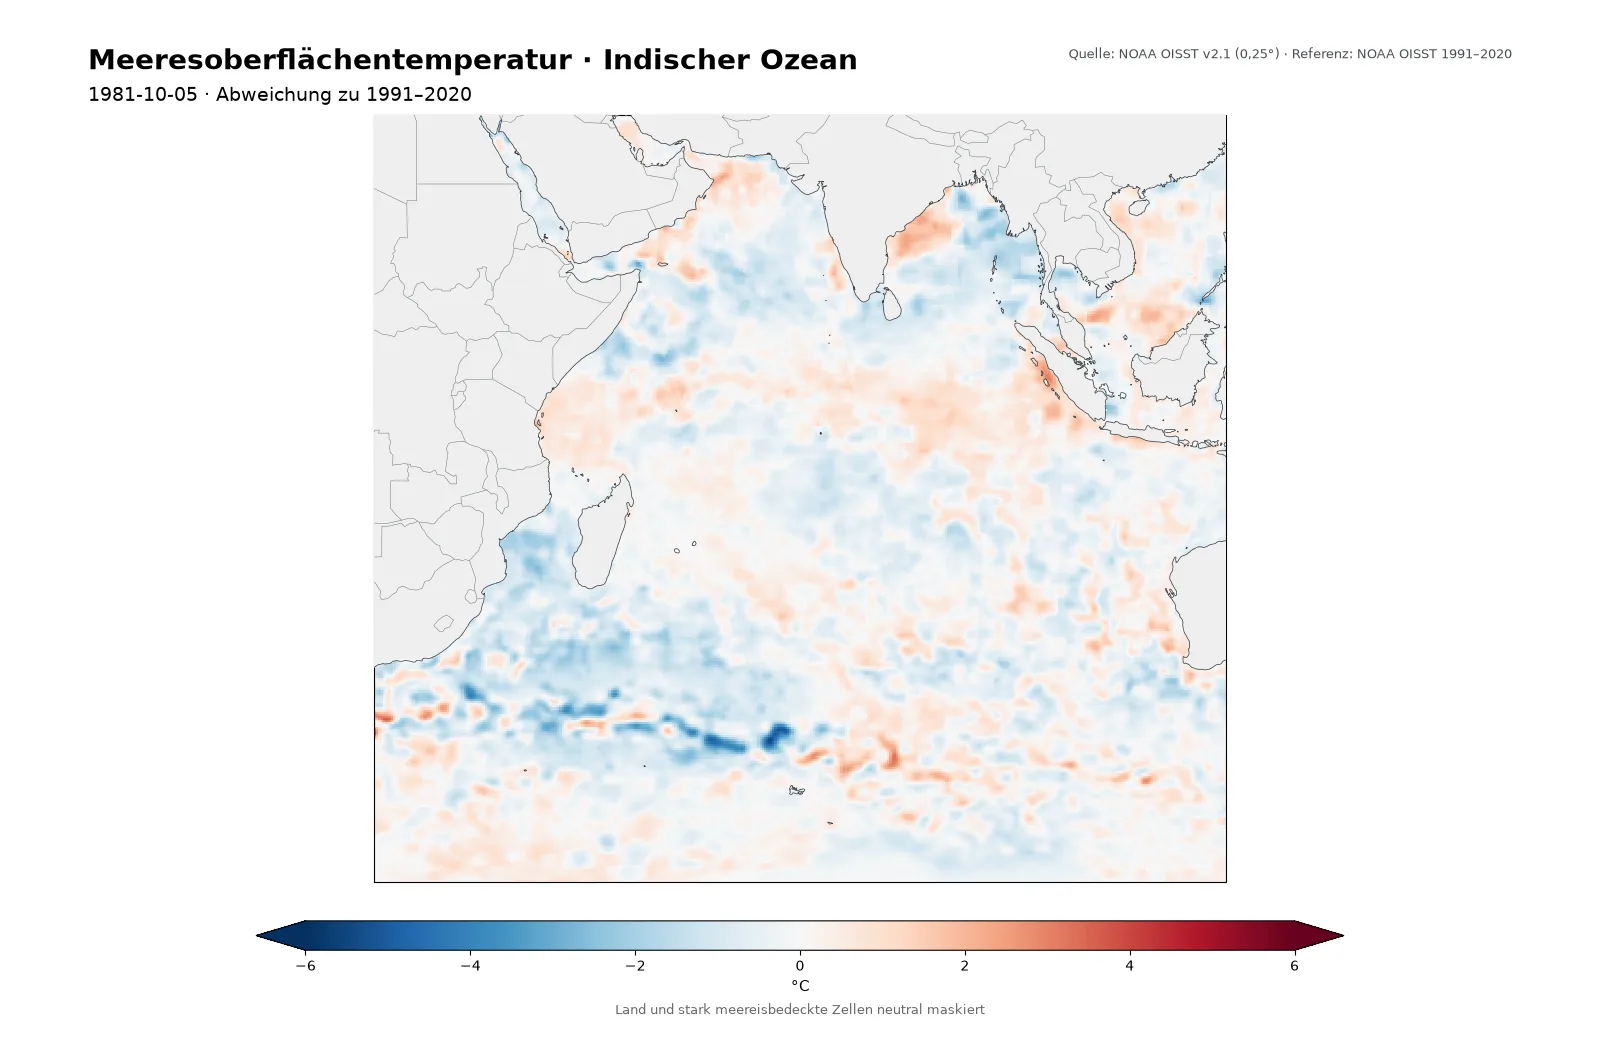 Meeresoberflächentemperatur · Indischer Ozean
Quelle: NOAA OISST v2.1 (0,25°) · Referenz: NOAA OISST 1991–2020
1981-10-05 · Abweichung zu 1991–2020
−6 −4 −2 0 2 4 6
°C
Land und stark meereisbedeckte Zellen neutral maskiert